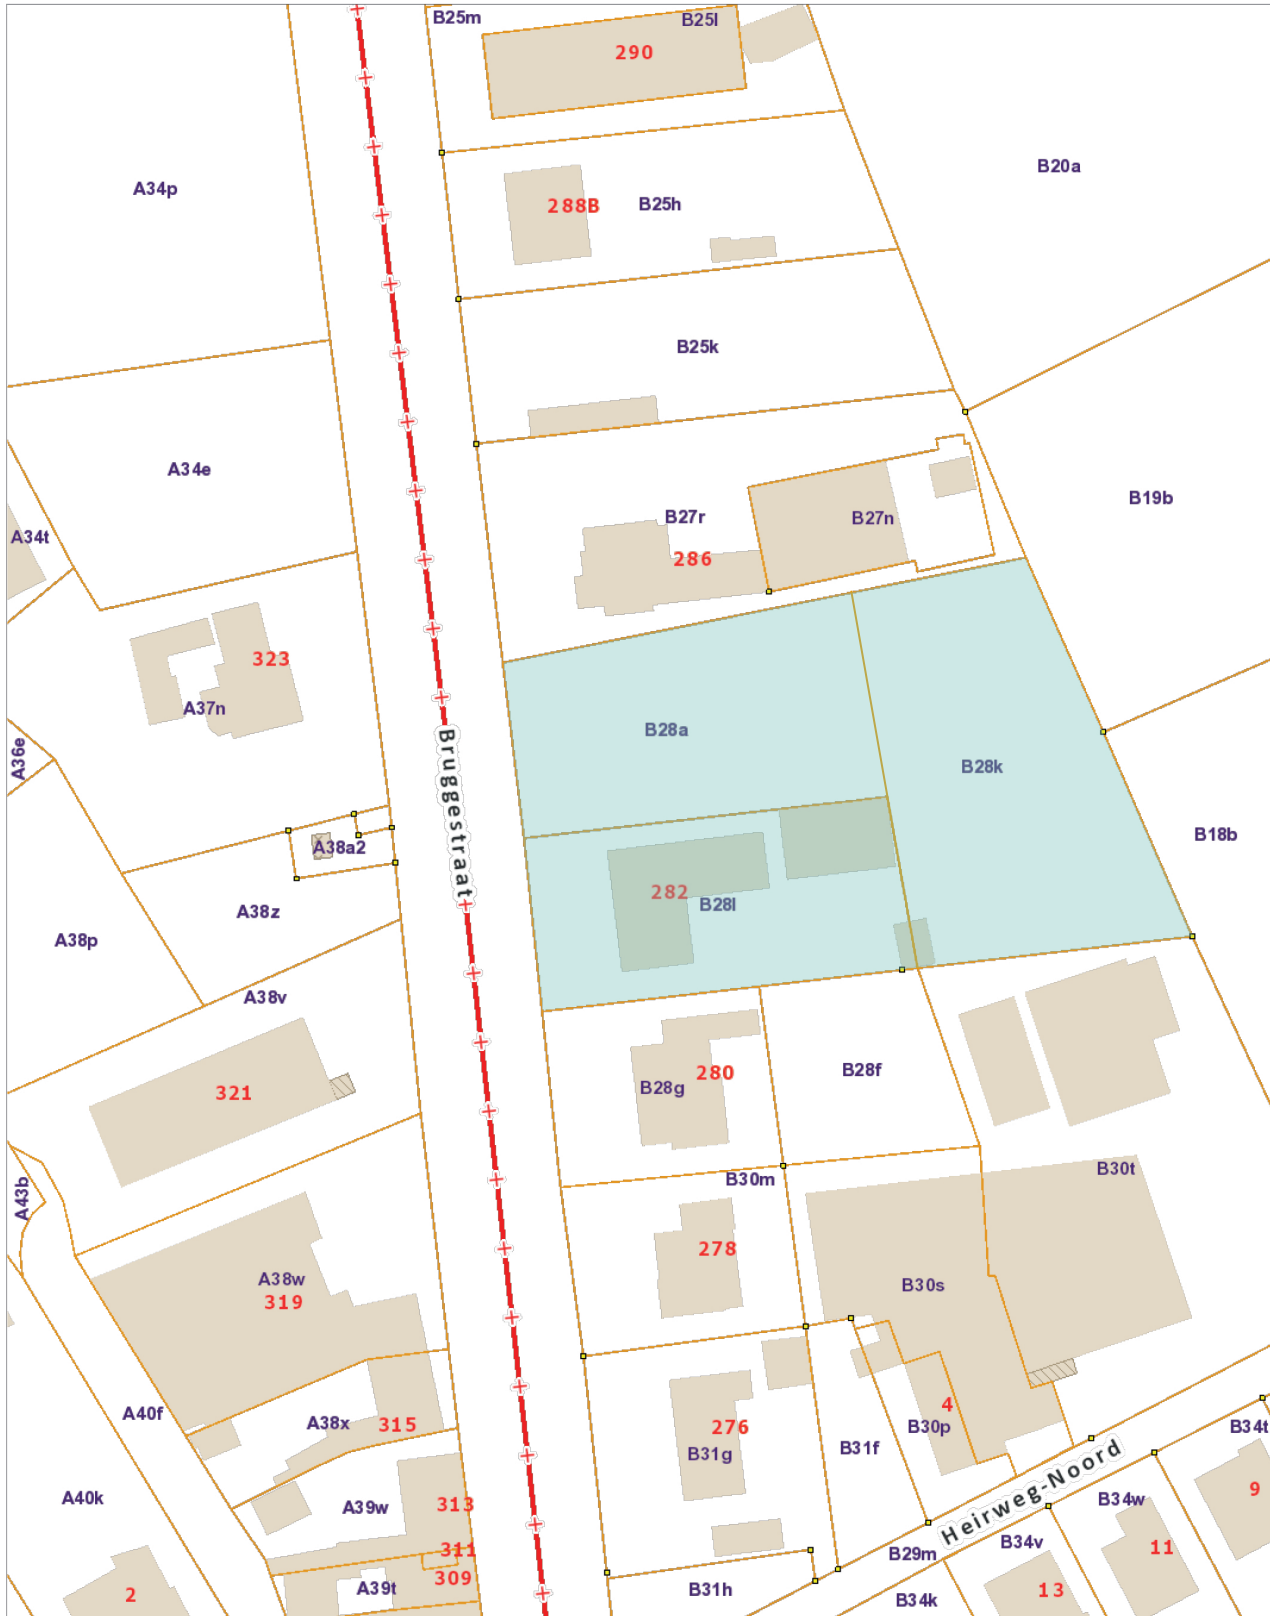 B25m
B25l
290
B20a
A34p
288B
B25h
B25k
A34e
B19b
B27r
B27n
A34t
286
323
A37n
B28a
A36e
B28k
Bruggestraat
B18b
A38a2
282
B28l
A38z
A38p
A38v
B28f
280
B28g
321
B30t
B30m
A43b
278
A38w
B30s
319
4
A40f
A38x
315
276
B30p
B34t
B31g
B31f
Heirweg-Noord
9
A40k
B34w
313
A39w
B34v
11
311
B29m
309
A39t
B31h
13
2
B34k